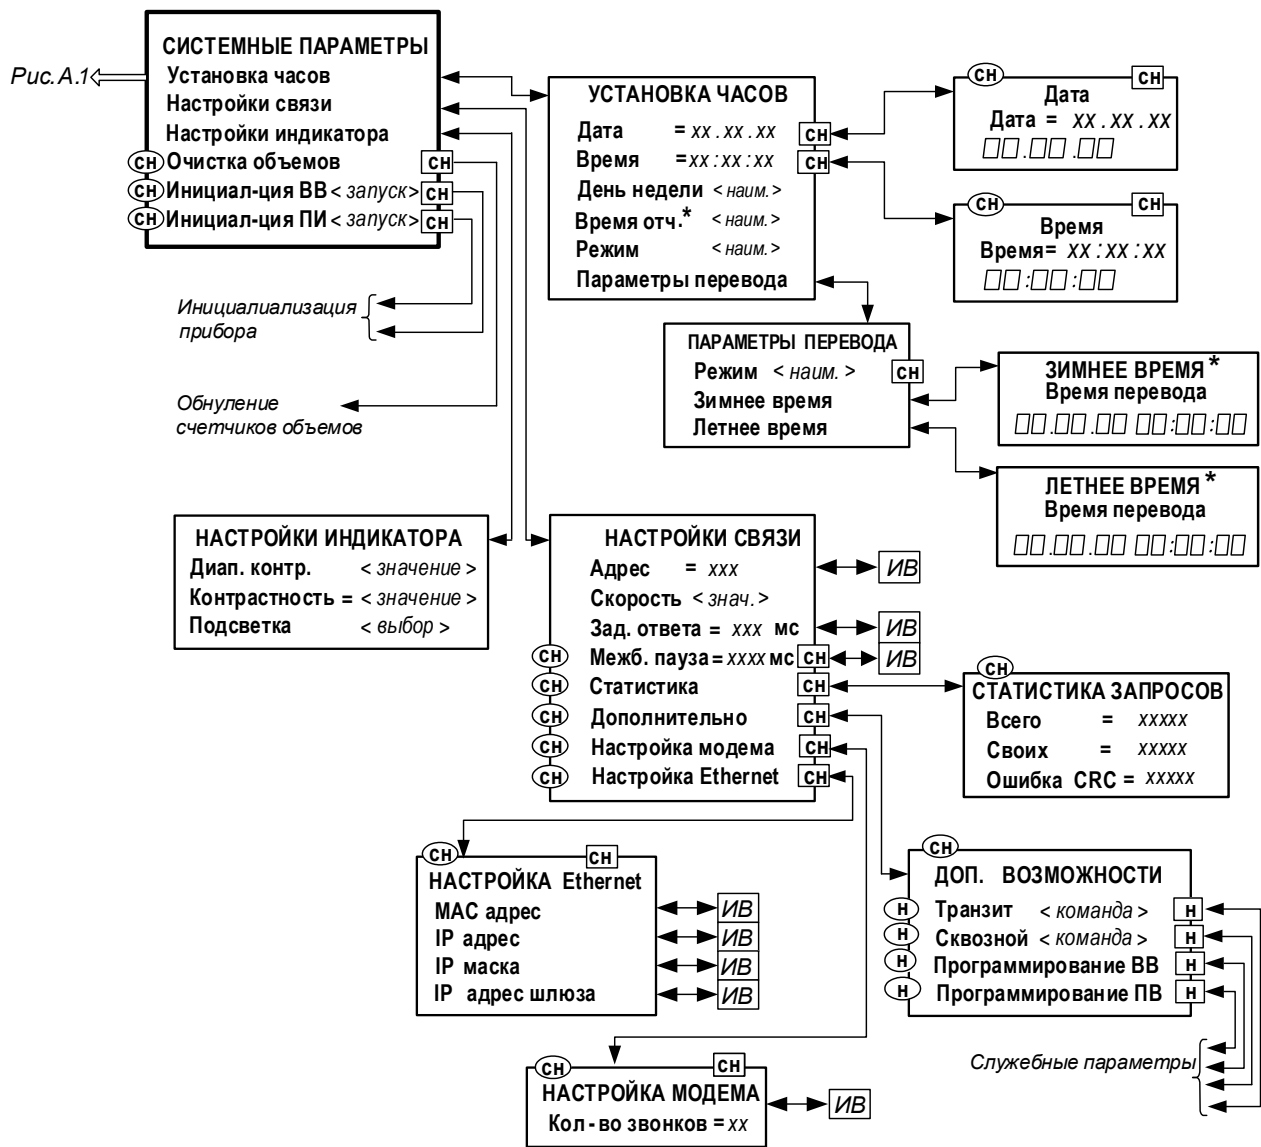 Рис.А.1
СИСТЕМНЫЕ ПАРАМЕТРЫ
Установка часов
Настройки связи
Настройки индикатора
СН Очистка объемов СН
СН Инициал-ция ВВ < запуск> СН
СН Инициал-ция ПИ < запуск> СН
Инициалиализация
прибора
Обнуление
счетчиков объемов
УСТАНОВКА ЧАСОВ
Дата = хх.хх.хх СН
Время =хх:хх:хх СН
День недели < наим.>
Время отч.* < наим.>
Режим < наим.>
Параметры перевода
СН СН
Дата
Дата = хх.хх.хх
СН СН
Время
Время= хх:хх:хх
ПАРАМЕТРЫ ПЕРЕВОДА
Режим < наим. > СН
Зимнее время
Летнее время
ЗИМНЕЕ ВРЕМЯ *
Время перевода
ЛЕТНЕЕ ВРЕМЯ *
Время перевода
НАСТРОЙКИ ИНДИКАТОРА
Диап. контр. < значение >
Контрастность = < значение >
Подсветка < выбор >
НАСТРОЙКИ СВЯЗИ
Адрес = ххх ИВ
Скорость < знач.>
Зад. ответа = ххх мс ИВ
СН Межб. пауза = хххх мс СН ИВ
СН Статистика СН
СН Дополнительно СН
СН Настройка модема СН
СН Настройка Ethernet СН
СН
СТАТИСТИКА ЗАПРОСОВ
Всего = ххххх
Своих = ххххх
Ошибка CRC = ххххх
СН СН
НАСТРОЙКА Ethernet
МАС адрес ИВ
IP адрес ИВ
IP маска ИВ
IP адрес шлюза ИВ
СН
ДОП. ВОЗМОЖНОСТИ
Н Транзит < команда > Н
Н Сквозной < команда > Н
Н Программирование ВВ Н
Н Программирование ПВ Н
Служебные параметры
СН СН
НАСТРОЙКА МОДЕМА
Кол-во звонков = хх ИВ